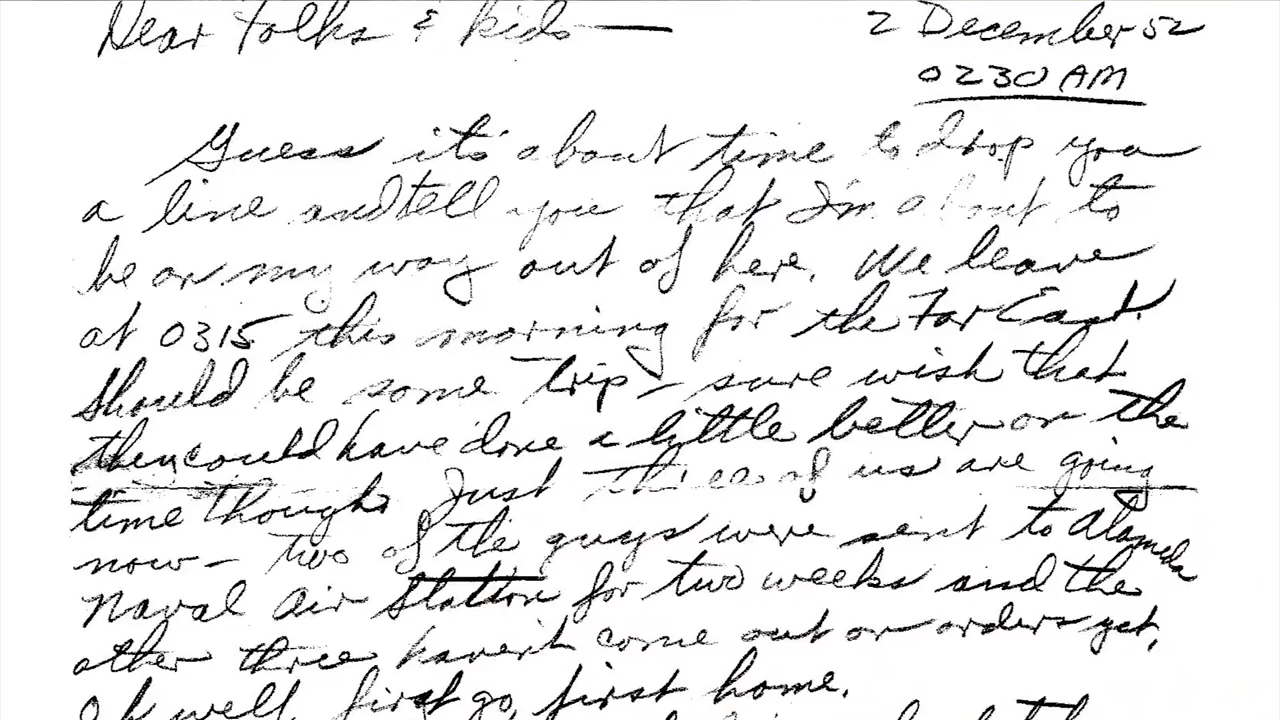 Dear Folks & kids— 2 December 52
0230 AM
Guess it's about time to drop you
a line and tell you that I'm about to
be on my way out of here. We leave
at 0315 this morning for the Far East.
Should be some trip – sure wish that
they could have done a little better on the
time though. Just three of us are going
now – two of the guys were sent to Alameda
Naval Air Station for two weeks and the
other three haven't come out on orders yet.
Oh well, first go, first home.